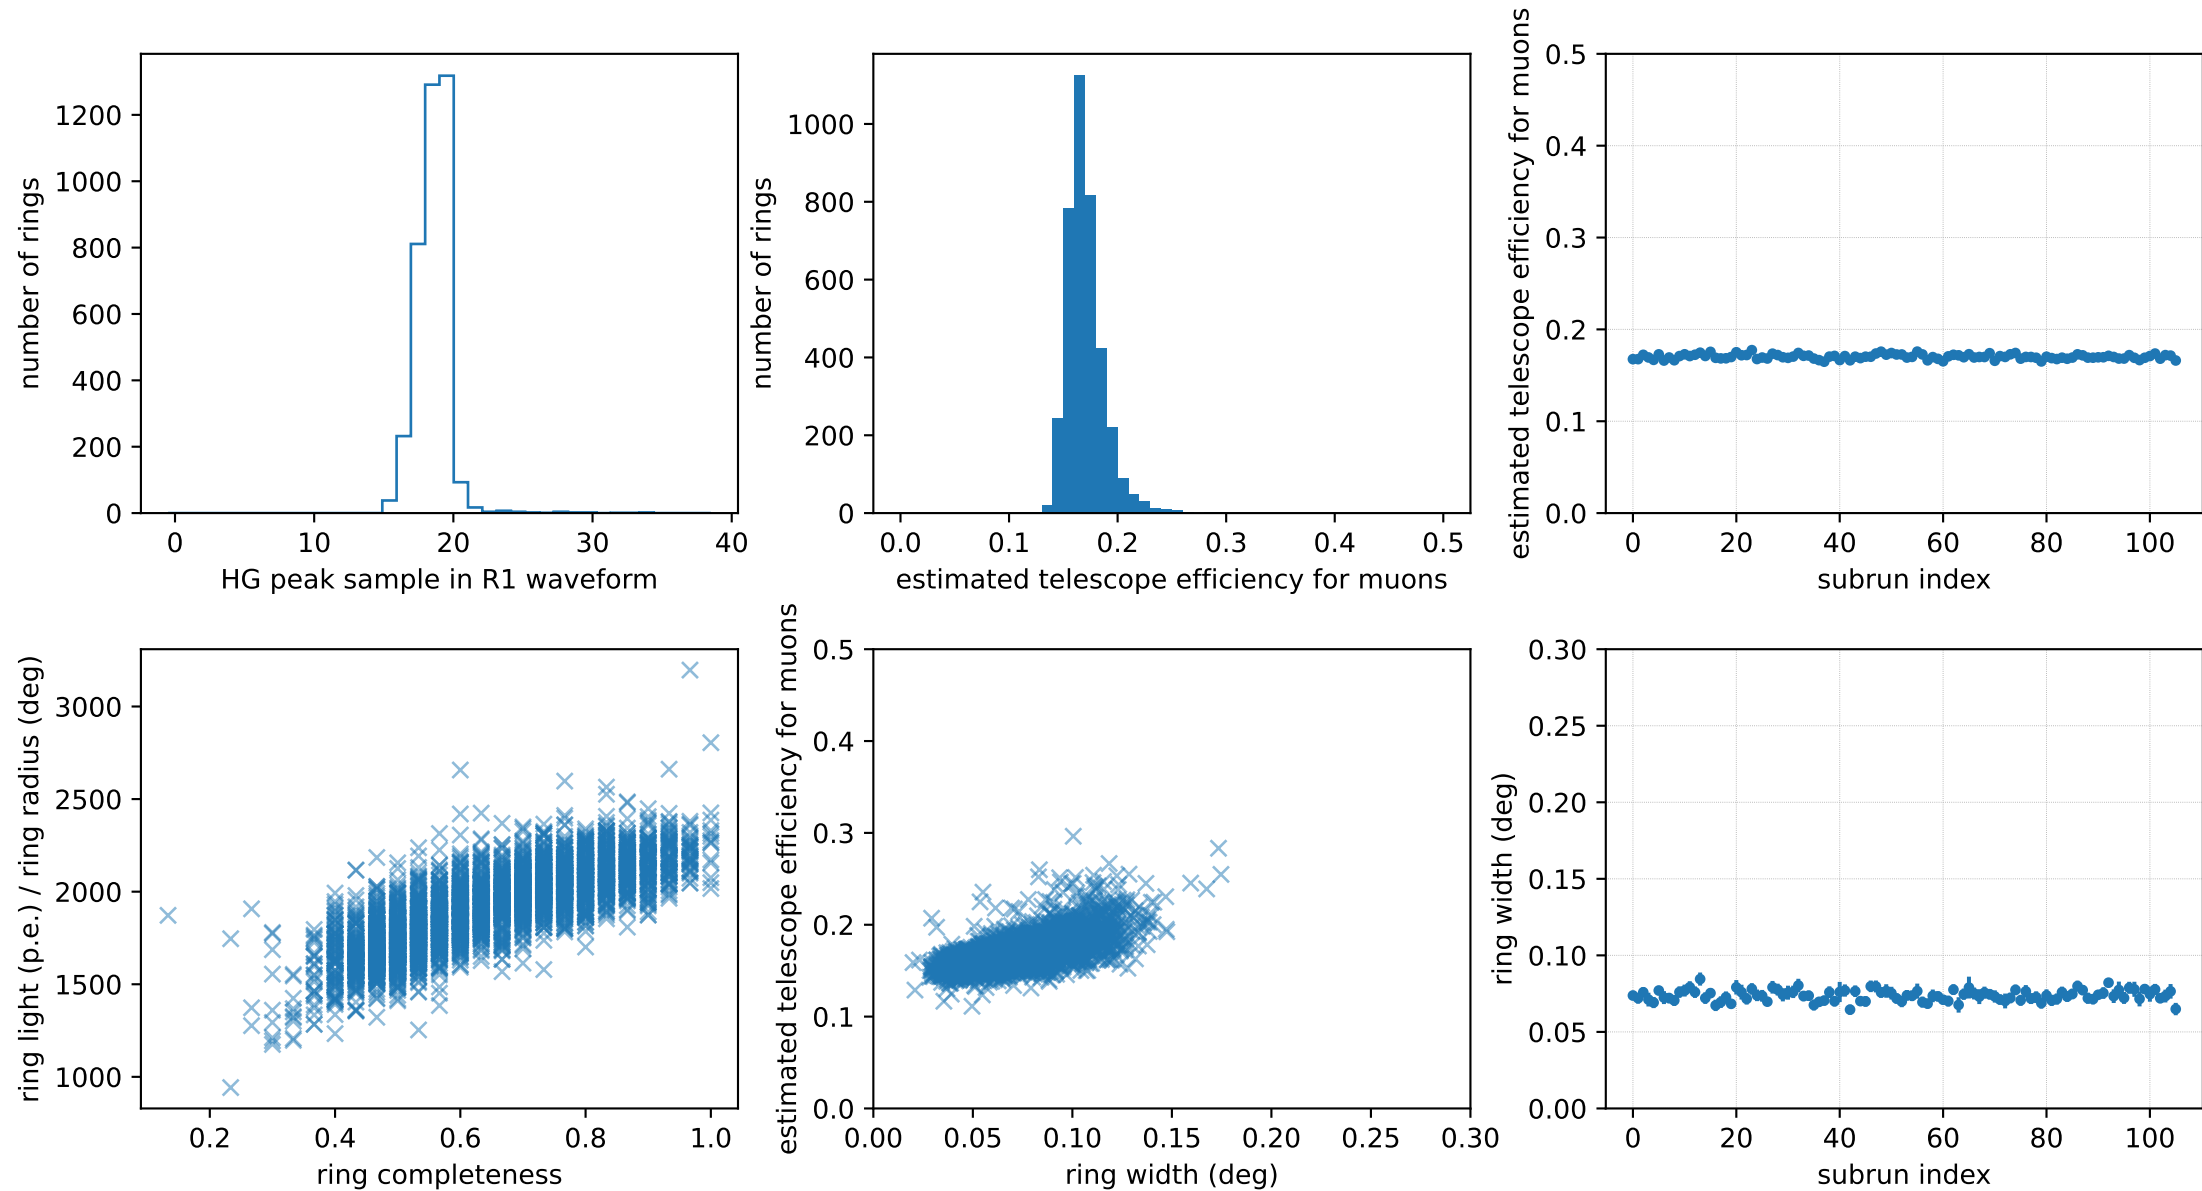 number of rings
1200
1000
800
600
400
200
0
0 10 20 30 40
HG peak sample in R1 waveform
number of rings
1000
800
600
400
200
0
0.0 0.1 0.2 0.3 0.4 0.5
estimated telescope efficiency for muons
estimated telescope efficiency for muons
0.5
0.4
0.3
0.2
0.1
0.0
0 20 40 60 80 100
subrun index
ring light (p.e.) / ring radius (deg)
3000
2500
2000
1500
1000
0.2 0.4 0.6 0.8 1.0
ring completeness
estimated telescope efficiency for muons
0.5
0.4
0.3
0.2
0.1
0.0
0.00 0.05 0.10 0.15 0.20 0.25 0.30
ring width (deg)
ring width (deg)
0.30
0.25
0.20
0.15
0.10
0.05
0.00
0 20 40 60 80 100
subrun index